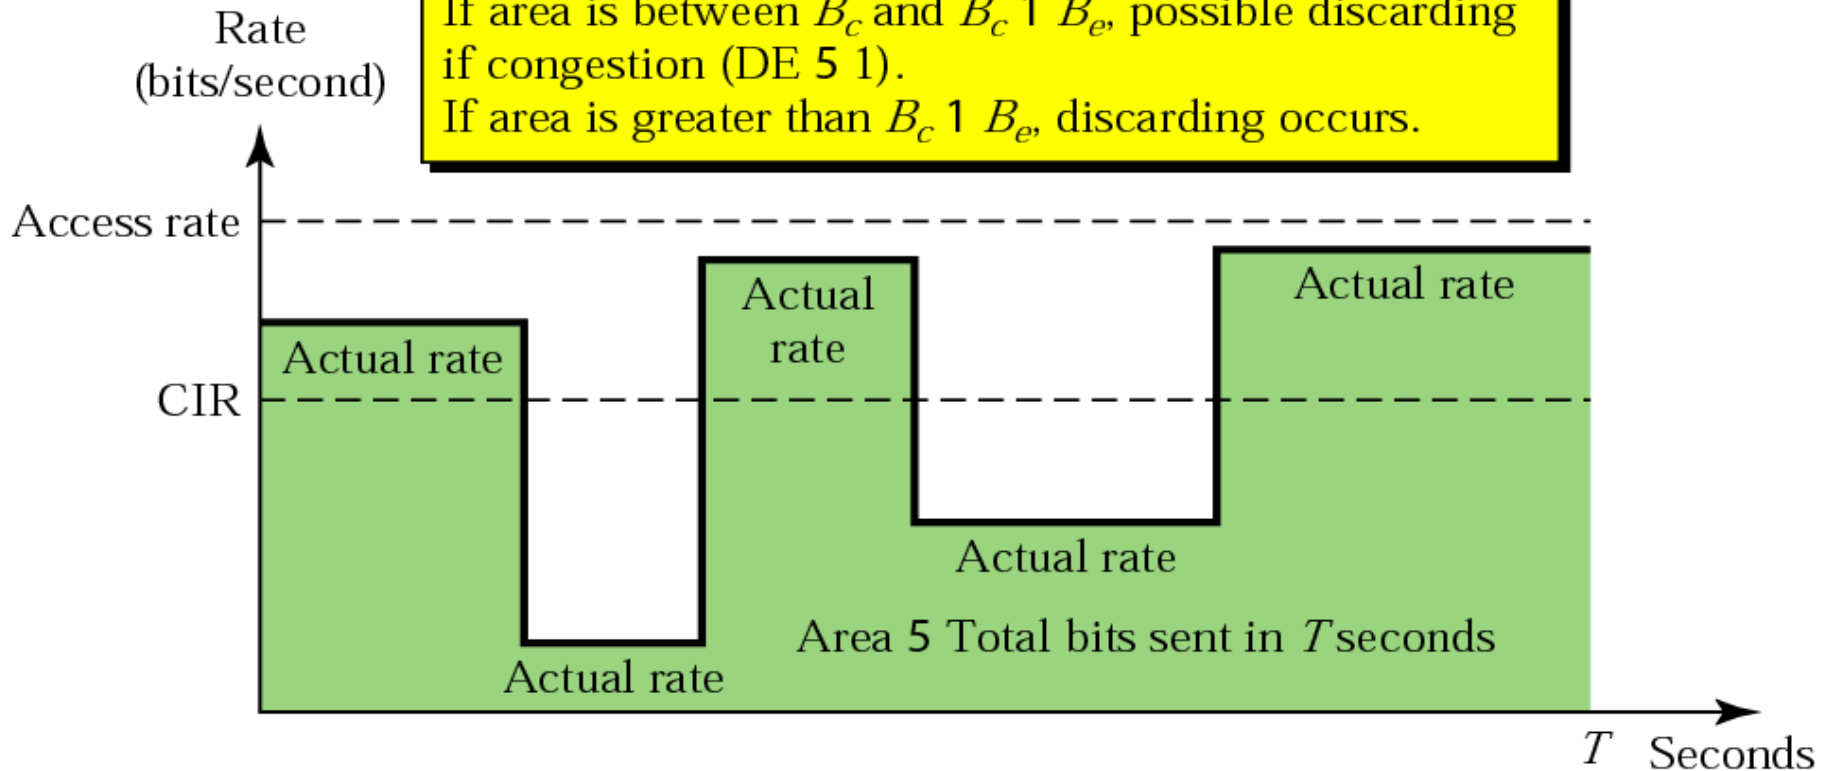 If area is between Bc and Bc 1 Be, possible discarding
if congestion (DE 5 1).
If area is greater than Bc 1 Be, discarding occurs.
Rate
(bits/second)
Access rate
Actual rate
Actual
rate
Actual rate
CIR
Actual rate
Area 5 Total bits sent in T seconds
Actual rate
T Seconds